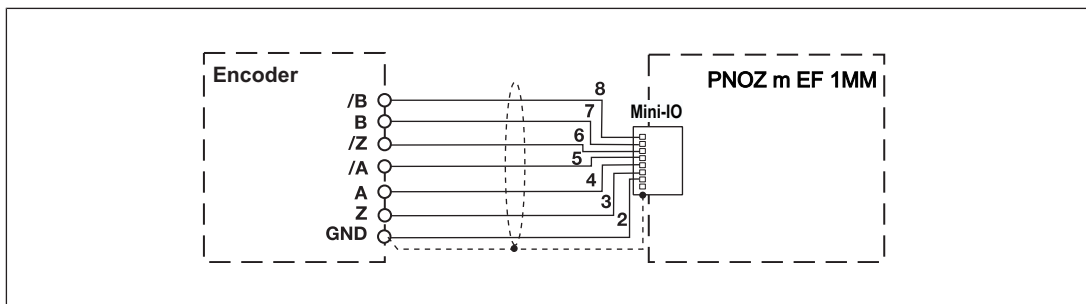 Encoder
PNOZ m EF 1MM
Mini-IO
/B
8
B
7
/Z
6
/A
5
A
4
Z
3
GND
2